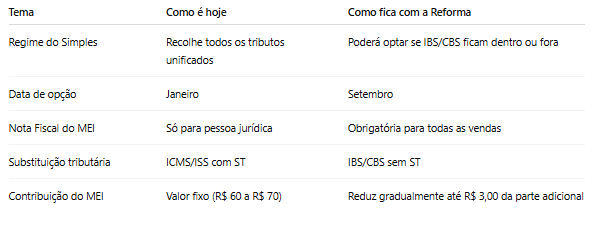 Tema Como é hoje Como fica com a Reforma
Regime do Simples Recolhe todos os tributos unificados Poderá optar se IBS/CBS ficam dentro ou fora
Data de opção Janeiro Setembro
Nota Fiscal do MEI Só para pessoa jurídica Obrigatória para todas as vendas
Substituição tributária ICMS/ISS com ST IBS/CBS sem ST
Contribuição do MEI Valor fixo (R$ 60 a R$ 70) Reduz gradualmente até R$ 3,00 da parte adicional